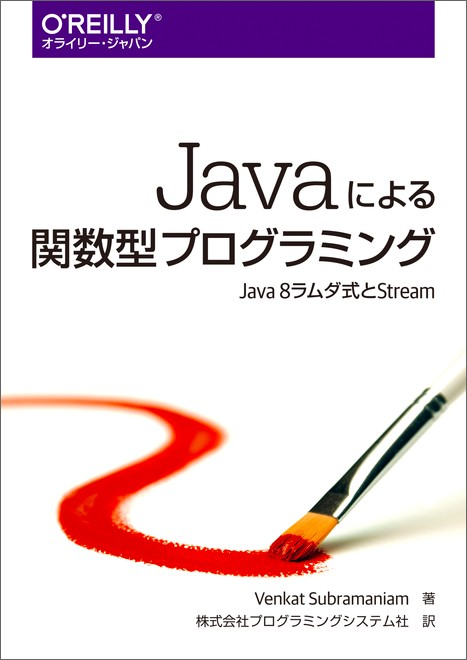 O'REILLY®
オライリー・ジャパン
Javaによる
関数型プログラミング
Java 8ラムダ式とStream
Venkat Subramaniam 著
株式会社プログラミングシステム社 訳